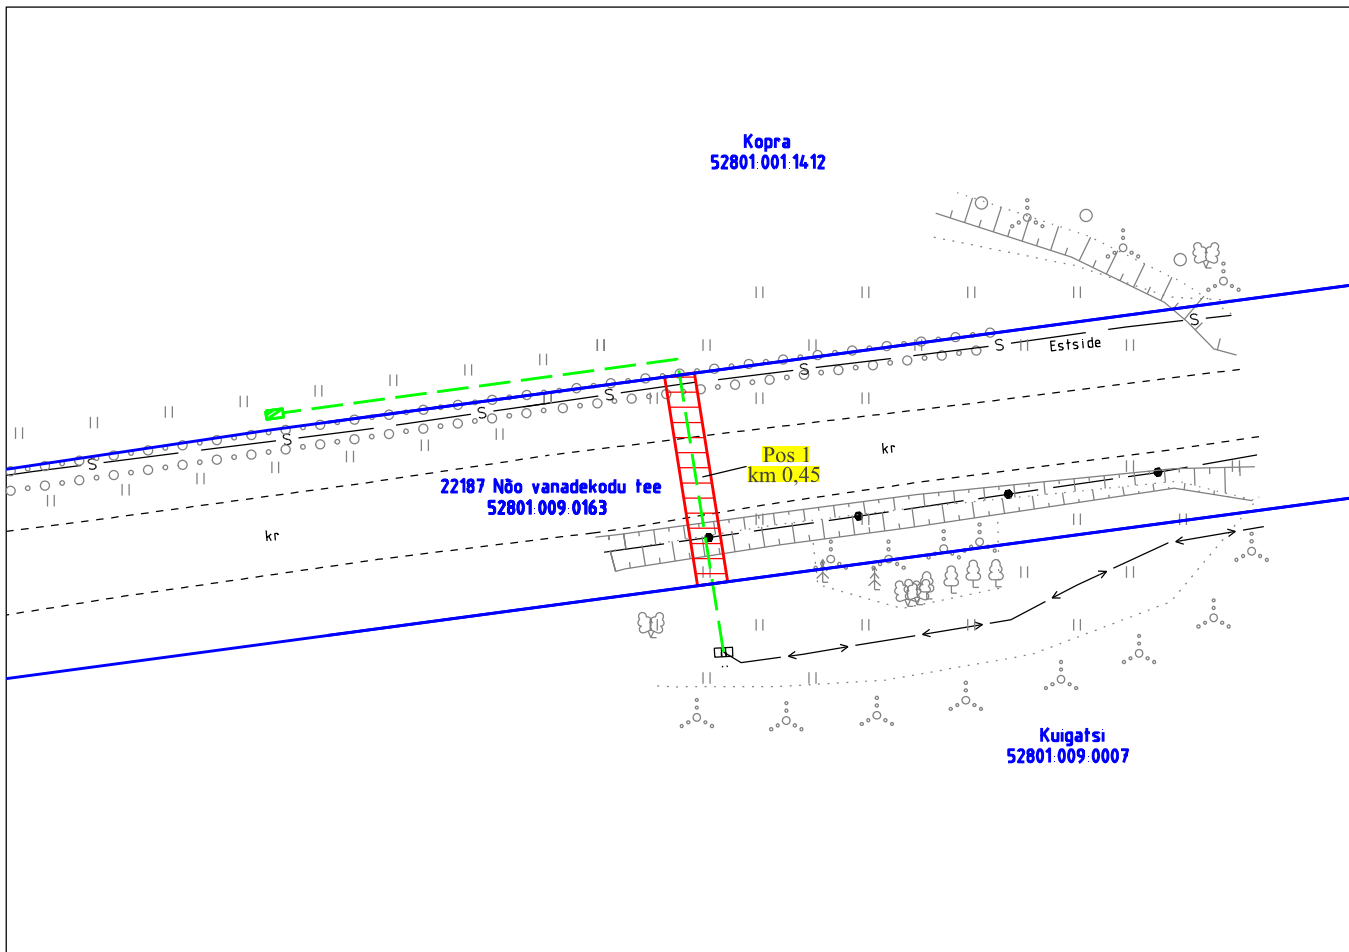 Kopra
52801:001:1412
Estside
S
S
S
S
S
S
S
kr
Pos 1
km 0,45
22187 Nõo vanadekodu tee
52801:009:0163
kr
Kuigatsi
52801:009:0007